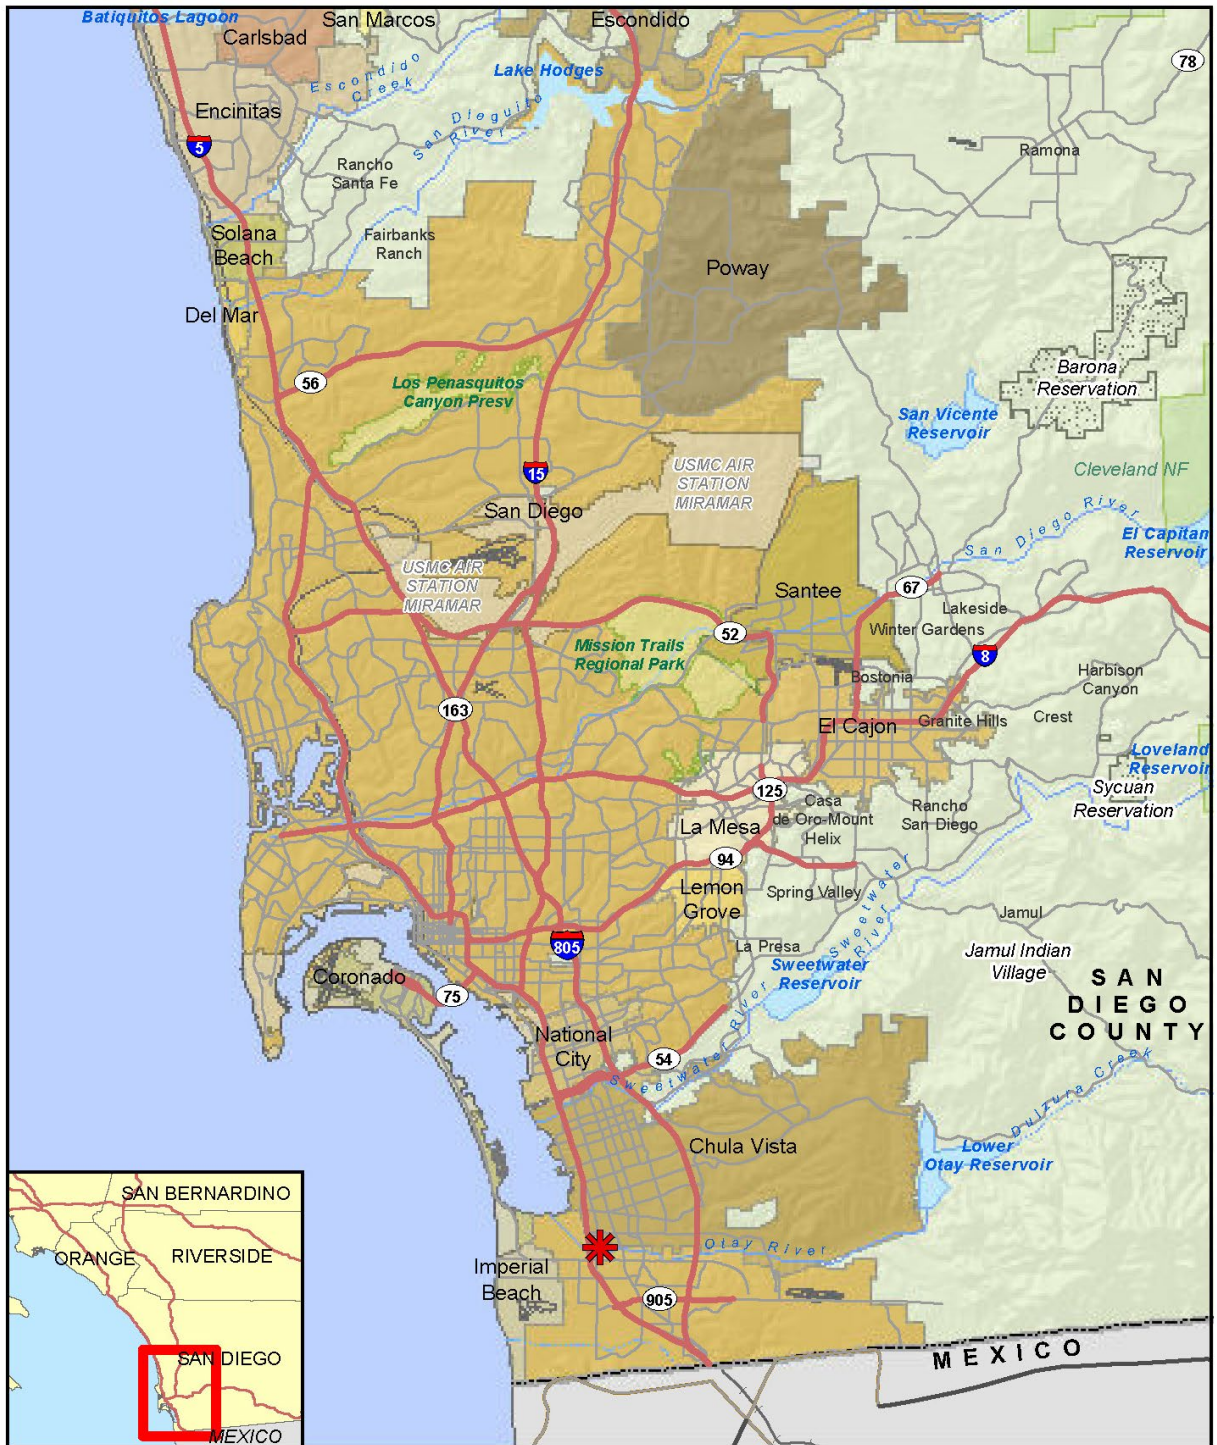 Batiquitos Lagoon
San Marcos
Escondido
Carlsbad
78
Lake Hodges
Escondido
Creek
Encinitas
San Dieguito
River
5
Ramona
Rancho
Santa Fe
Solana
Beach
Fairbanks
Ranch
Poway
Del Mar
56
Los Penasquitos
Canyon Presv
Barona
Reservation
San Vicente
Reservoir
15
USMC AIR
STATION
MIRAMAR
Cleveland NF
San Diego
San Diego River
El Capitan
Reservoir
USMC AIR
STATION
MIRAMAR
Santee
67
Lakeside
Winter Gardens
52
Mission Trails
Regional Park
8
Bostonia
Harbison
Canyon
163
El Cajon
Granite Hills
Crest
Loveland
Reservoir
125
Casa
de Oro-Mount
Helix
Rancho
San Diego
Sycuan
Reservation
La Mesa
94
Lemon
Grove
Spring Valley
Sweetwater
River
Jamul
805
La Presa
Jamul Indian
Village
Sweetwater
Reservoir
Coronado
75
SAN
DIEGO
COUNTY
National
City
54
Sweetwater River
Dulzura Creek
Chula Vista
Lower
Otay Reservoir
Otay River
Imperial
Beach
905
MEXICO
SAN BERNARDINO
ORANGE
RIVERSIDE
SAN DIEGO
MEXICO